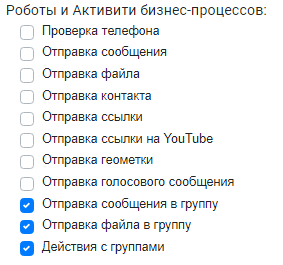 Роботы и Активити бизнес-процессов:
Проверка телефона
Отправка сообщения
Отправка файла
Отправка контакта
Отправка ссылки
Отправка ссылки на YouTube
Отправка геометки
Отправка голосового сообщения
Отправка сообщения в группу
Отправка файла в группу
Действия с группами